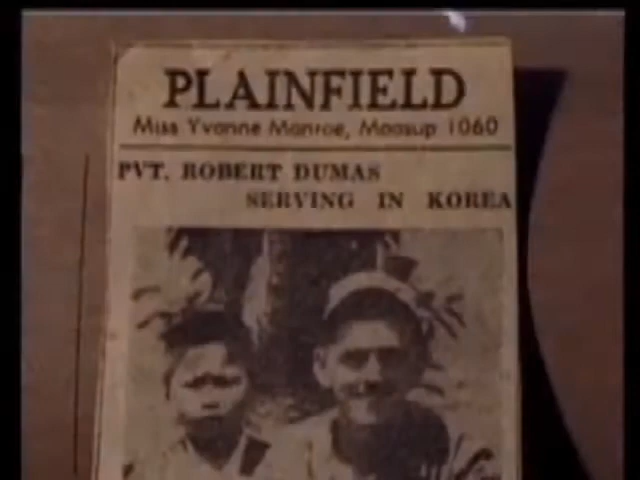 PLAINFIELD
Miss Yvonne Monroe, Moosup 1060
PVT. ROBERT DUMAS
SERVING IN KOREA